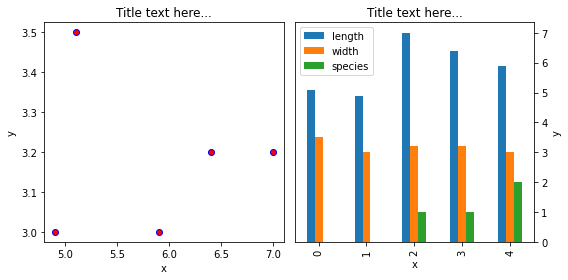 Title text here...
y
3.5
3.4
3.3
3.2
3.1
3.0
5.0 5.5 6.0 6.5 7.0
x
Title text here...
length
width
species
7
6
5
4
3
2
1
0
y
0 1 2 3 4
x